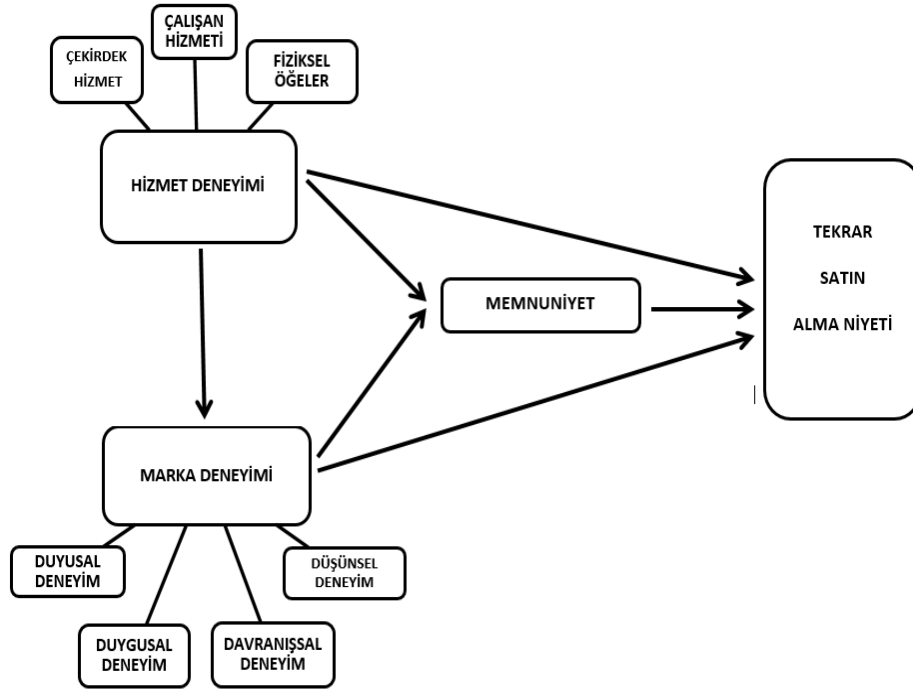 ÇALIŞAN
HİZMETİ
ÇEKİRDEK
HİZMET
FİZİKSEL
ÖĞELER
HİZMET DENEYİMİ
TEKRAR
SATIN
ALMA NİYETİ
MEMNUNİYET
MARKA DENEYİMİ
DUYUSAL
DENEYİM
DÜŞÜNSEL
DENEYİM
DUYGUSAL
DENEYİM
DAVRANIŞSAL
DENEYİM